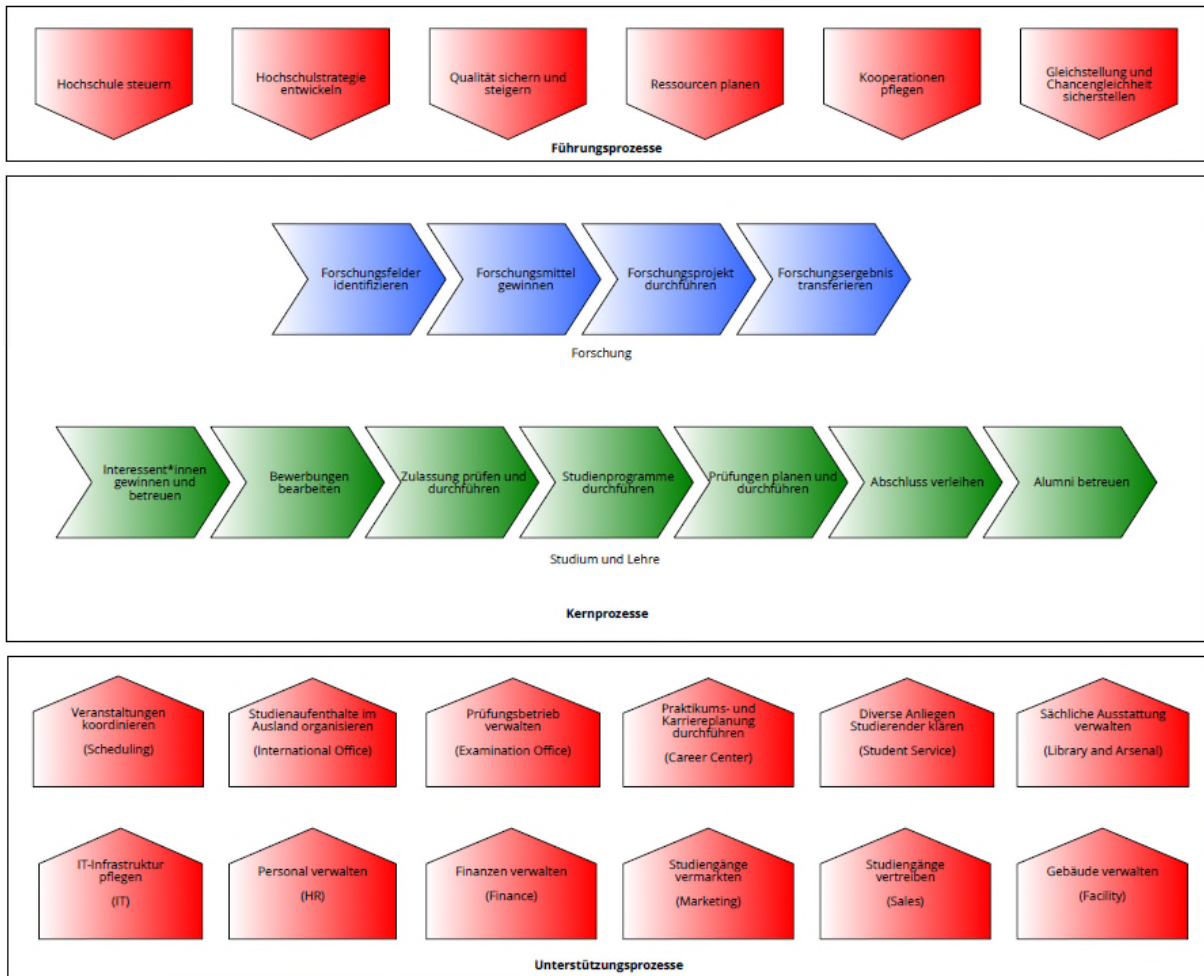 Hochschule steuern
Hochschulstrategie
entwickeln
Qualität sichern und
steigern
Ressourcen planen
Kooperationen
pflegen
Gleichstellung und
Chancengleichheit
sicherstellen
Führungsprozesse
Forschungsfelder
identifizieren
Forschungsmittel
gewinnen
Forschungsprojekt
durchführen
Forschungsergebnis
transferieren
Forschung
Interessent*innen
gewinnen und
betreuen
Bewerbungen
bearbeiten
Zulassung prüfen und
durchführen
Studienprogramme
durchführen
Prüfungen planen und
durchführen
Abschluss verleihen
Alumni betreuen
Studium und Lehre
Kernprozesse
Veranstaltungen
koordinieren
(Scheduling)
Studienaufenthalte im
Ausland organisieren
(International Office)
Prüfungsbetrieb
verwalten
(Examination Office)
Praktikums- und
Karriereplanung
durchführen
(Career Center)
Diverse Anliegen
Studierender klären
(Student Service)
Sächliche Ausstattung
verwalten
(Library and Arsenal)
IT-Infrastruktur
pflegen
(IT)
Personal verwalten
(HR)
Finanzen verwalten
(Finance)
Studiengänge
vermarkten
(Marketing)
Studiengänge
vertreiben
(Sales)
Gebäude verwalten
(Facility)
Unterstützungsprozesse